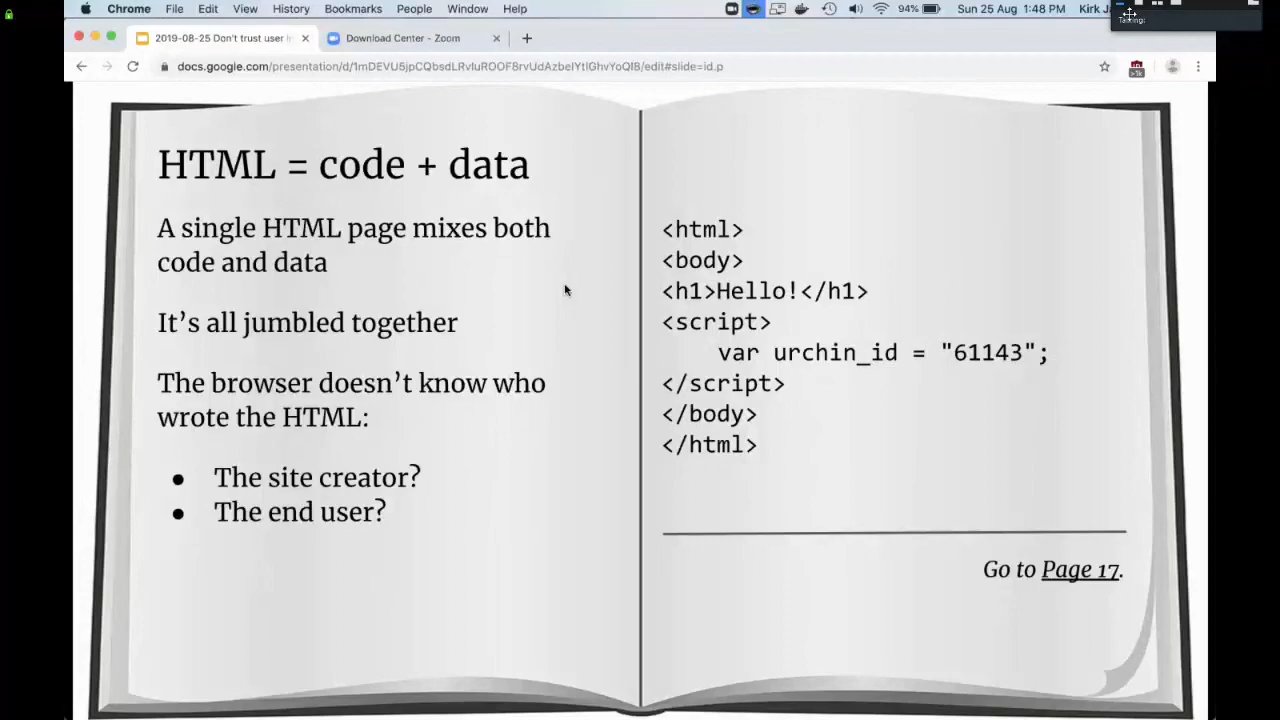 Chrome File Edit View History Bookmarks People Window Help 94% Sun 25 Aug 1:48 PM Kirk
2019-08-25 Don't trust user
Download Center - Zoom
HTML = code + data
A single HTML page mixes both
code and data
It's all jumbled together
The browser doesn't know who
wrote the HTML:
● The site creator?
● The end user?
<html>
<body>
<h1>Hello!</h1>
<script>
var urchin_id = "61143";
</script>
</body>
</html>
Go to Page 17.